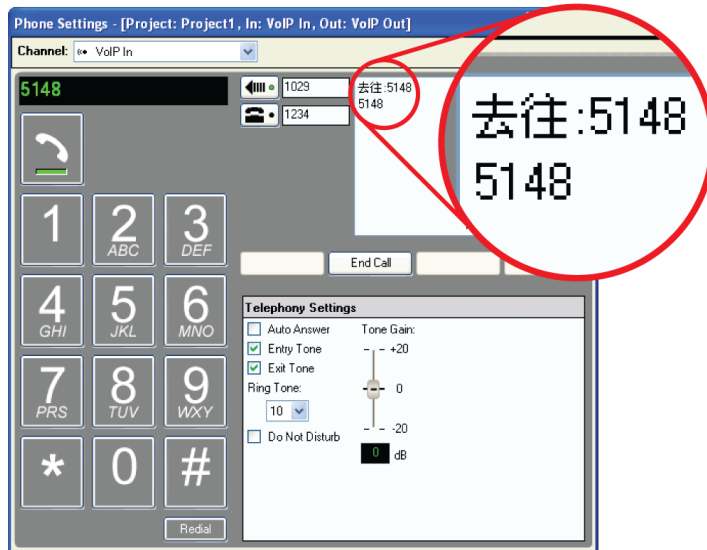 Phone Settings - [Project: Project1, In: VoIP In, Out: VoIP Out]
Channel: VoIP In
5148
1029
1234
去往:5148
5148
去往:5148
5148
1
2 ABC
3 DEF
End Call
4 GHI
5 JKL
6 MNO
7 PRS
8 TUV
9 WXY
*
0
#
Redial
Telephony Settings
Auto Answer
Entry Tone
Exit Tone
Ring Tone:
10
Do Not Disturb
Tone Gain:
+20
0
-20
0 dB